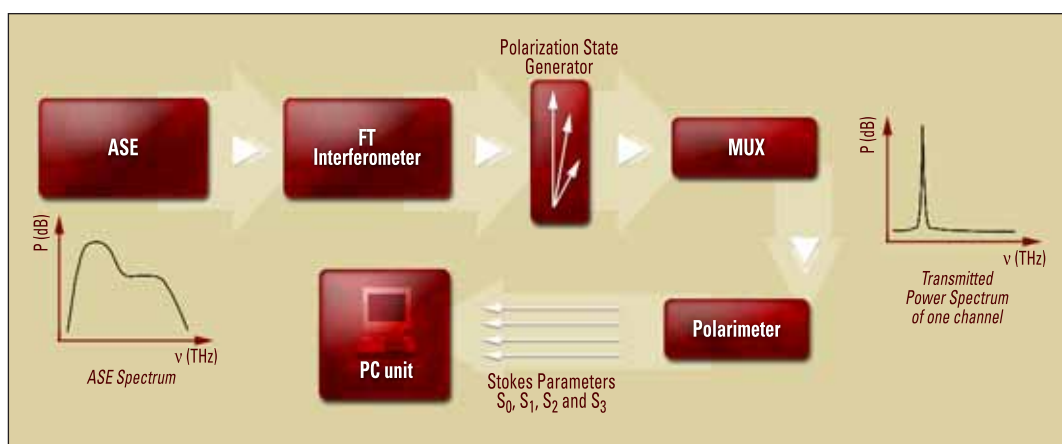 Polarization State
Generator
ASE
FT
Interferometer
MUX
P (dB)
ν (THz)
Transmitted
Power Spectrum
of one channel
P (dB)
ν (THz)
ASE Spectrum
PC unit
Polarimeter
Stokes Parameters
S₀, S₁, S₂ and S₃